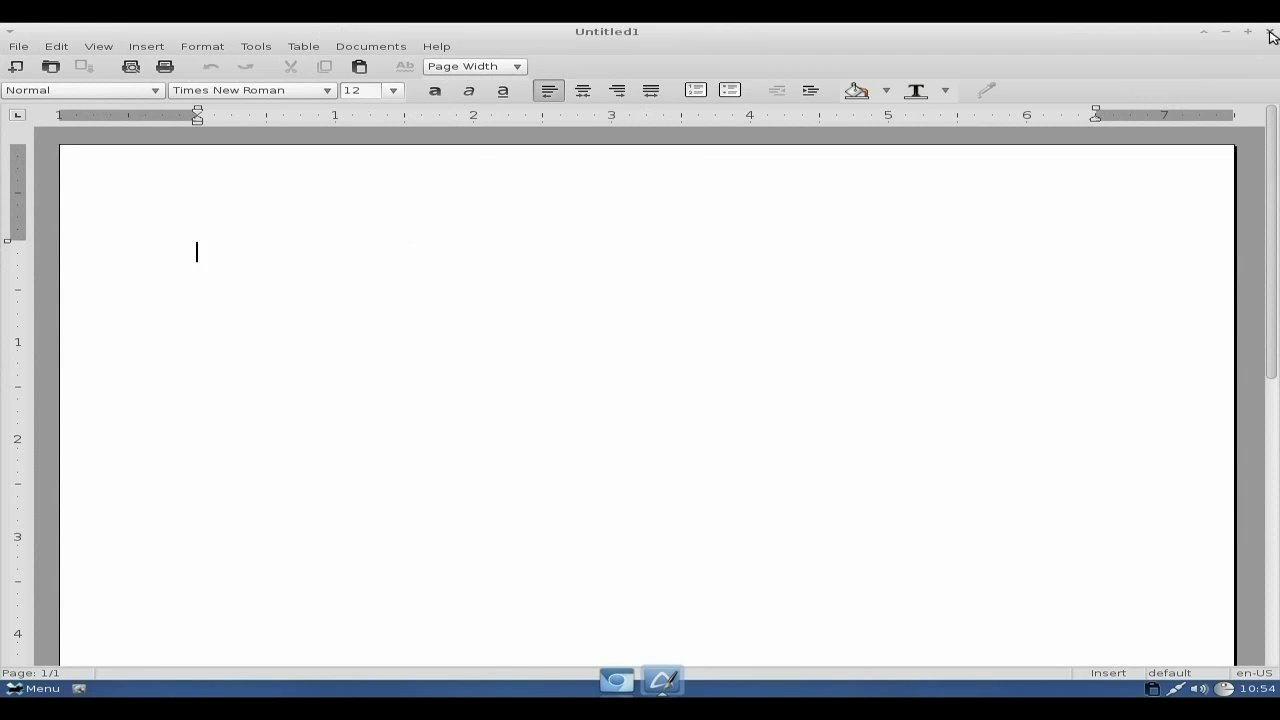 Untitled1
File Edit View Insert Format Tools Table Documents Help
Ab Page Width
Normal Times New Roman 12 a a a T
1 1 2 3 4 5 6 7
1
2
3
4
Page: 1/1 Insert default en-US
Menu 10:54